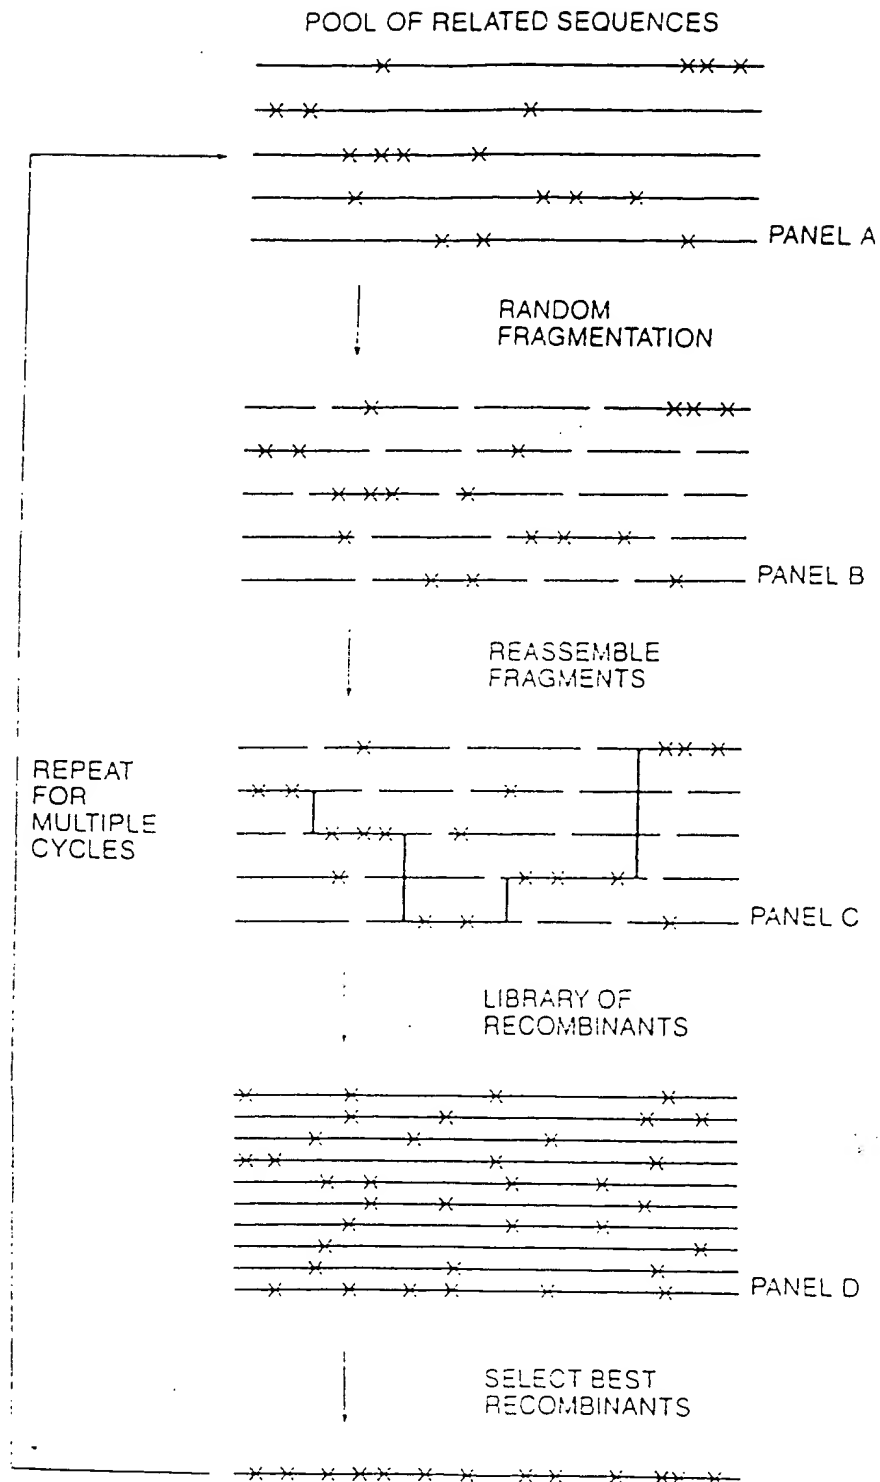 POOL OF RELATED SEQUENCES
PANEL A
RANDOM
FRAGMENTATION
PANEL B
REASSEMBLE
FRAGMENTS
REPEAT
FOR
MULTIPLE
CYCLES
PANEL C
LIBRARY OF
RECOMBINANTS
PANEL D
SELECT BEST
RECOMBINANTS